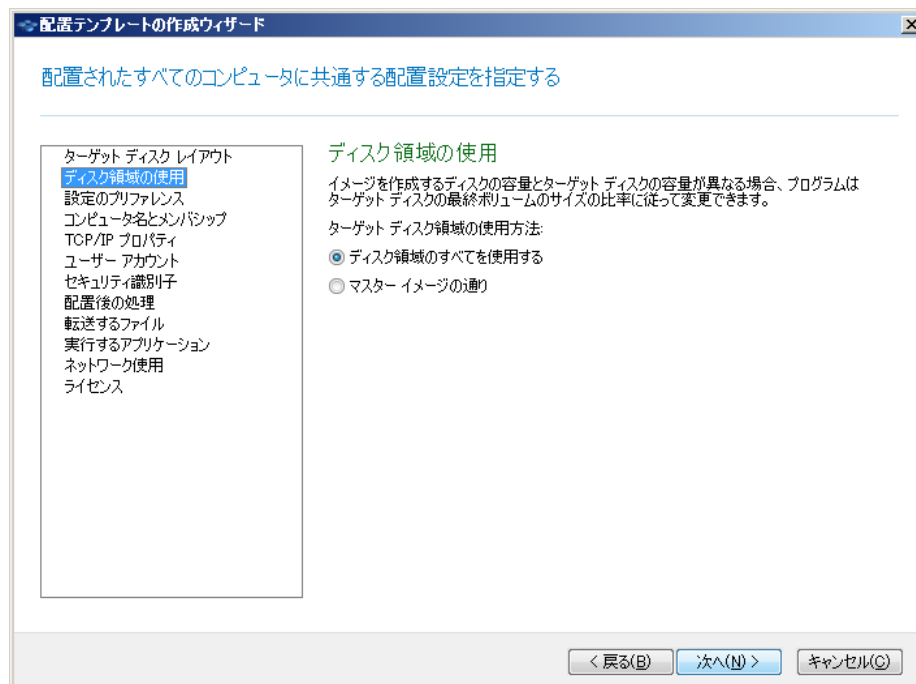 配置テンプレートの作成ウィザード
配置されたすべてのコンピュータに共通する配置設定を指定する
ターゲット ディスク レイアウト
ディスク領域の使用
設定のプリファレンス
コンピュータ名とメンバシップ
TCP/IP プロパティ
ユーザー アカウント
セキュリティ識別子
配置後の処理
転送するファイル
実行するアプリケーション
ネットワーク使用
ライセンス
ディスク領域の使用
イメージを作成するディスクの容量とターゲット ディスクの容量が異なる場合、プログラムは
ターゲット ディスクの最終ボリュームのサイズの比率に従って変更できます。
ターゲット ディスク領域の使用方法:
ディスク領域のすべてを使用する
マスター イメージの通り
< 戻る(B)
次へ(N) >
キャンセル(C)